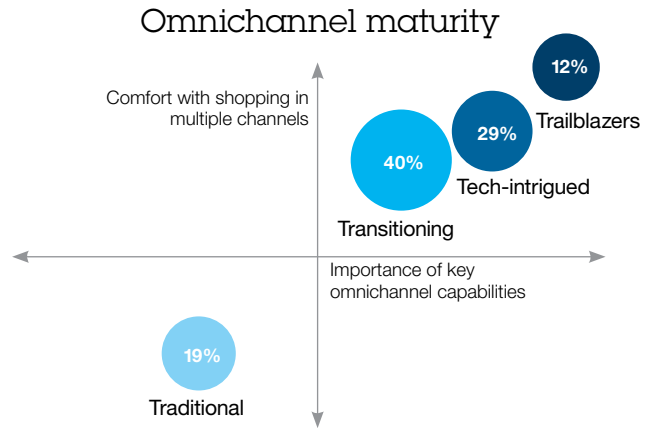 Omnichannel maturity
Comfort with shopping in
multiple channels
12%
Trailblazers
29%
Tech-intrigued
40%
Transitioning
Importance of key
omnichannel capabilities
19%
Traditional